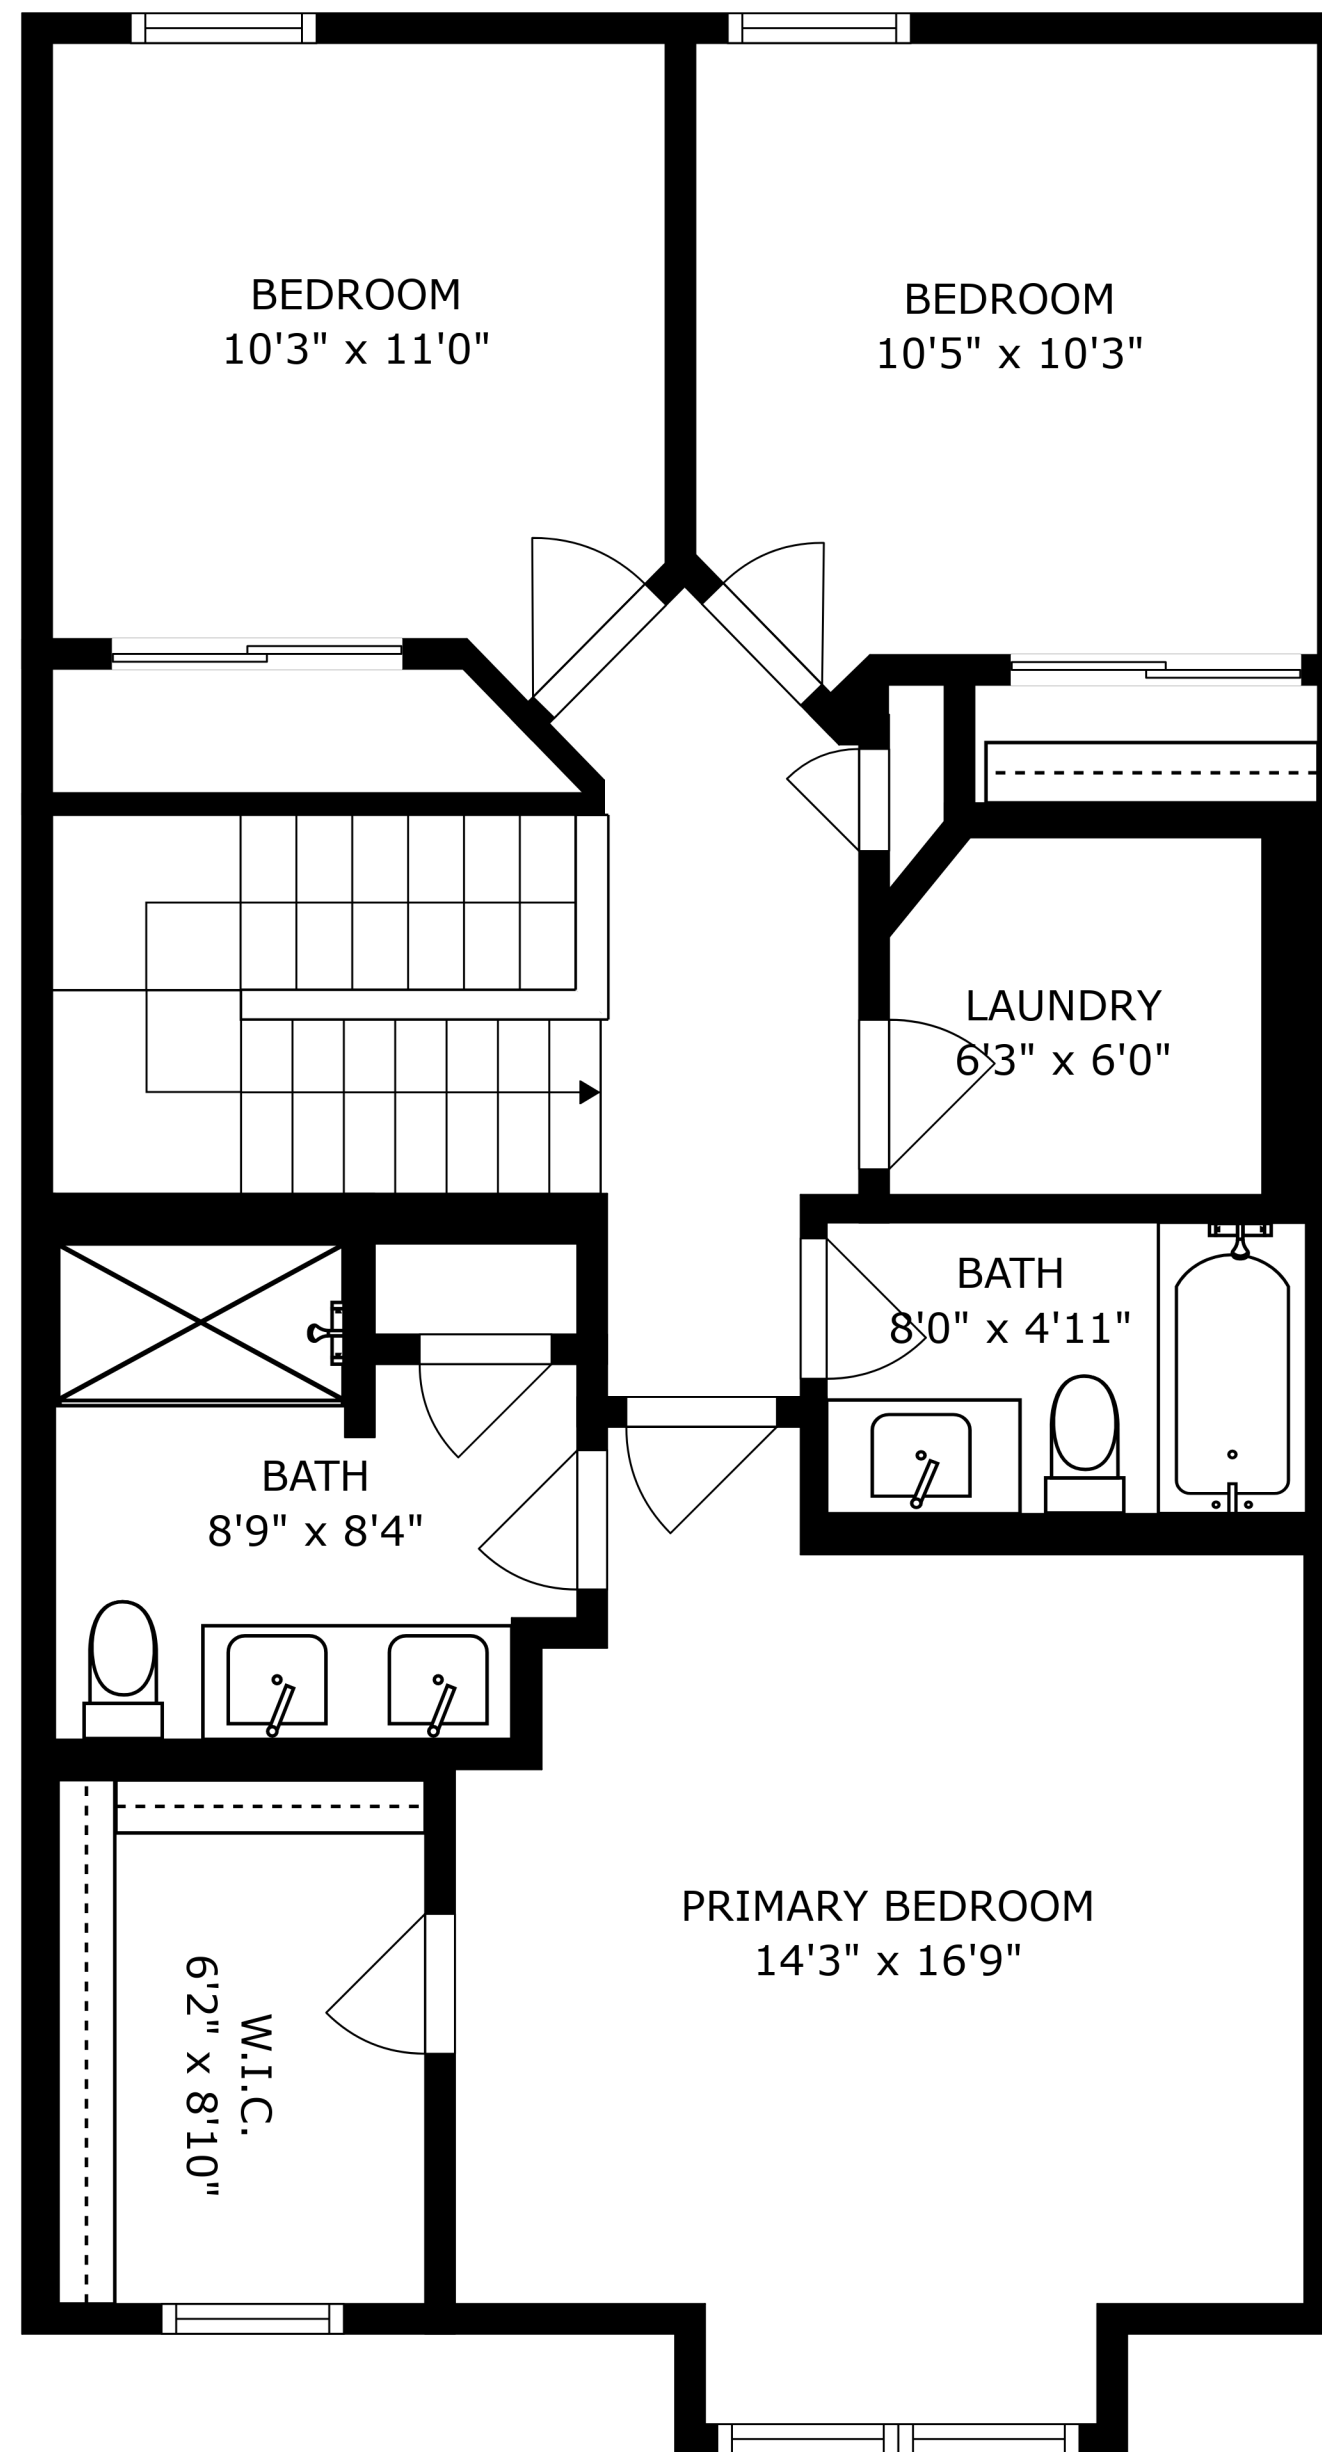 BEDROOM
10'3" x 11'0"
BEDROOM
10'5" x 10'3"
LAUNDRY
6'3" x 6'0"
BATH
8'0" x 4'11"
BATH
8'9" x 8'4"
PRIMARY BEDROOM
14'3" x 16'9"
W.I.C.
6'2" x 8'10"